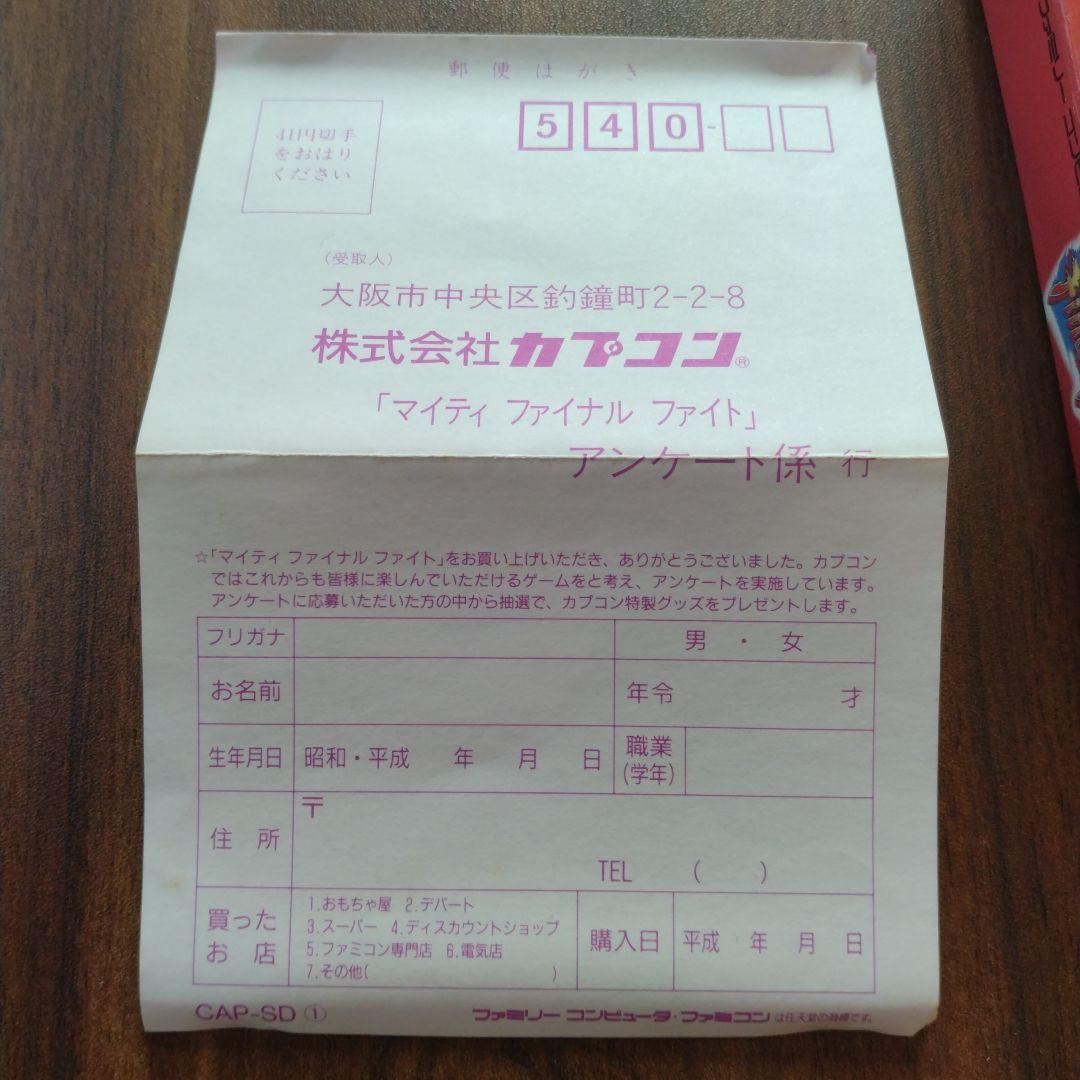 郵便はがき
41円切手
をおはり
ください
540-
(受取人)
大阪市中央区釣鐘町2-2-8
株式会社カプコン®
「マイティ ファイナル ファイト」
アンケート係 行
☆「マイティ ファイナル ファイト」をお買い上げいただき、ありがとうございました。カプコン
ではこれからも皆様に楽しんでいただけるゲームをと考え、アンケートを実施しています。
アンケートに応募いただいた方の中から抽選で、カプコン特製グッズをプレゼントします。
フリガナ
男・女
お名前
年令 才
生年月日
昭和・平成 年 月 日
職業
(学年)
住 所
〒
TEL ( )
買った
お 店
1.おもちゃ屋 2.デパート
3.スーパー 4.ディスカウントショップ
5.ファミコン専門店 6.電気店
7.その他( )
購入日
平成 年 月 日
CAP-SD ①
ファミリー コンピュータ・ファミコン は任天堂の商標です。